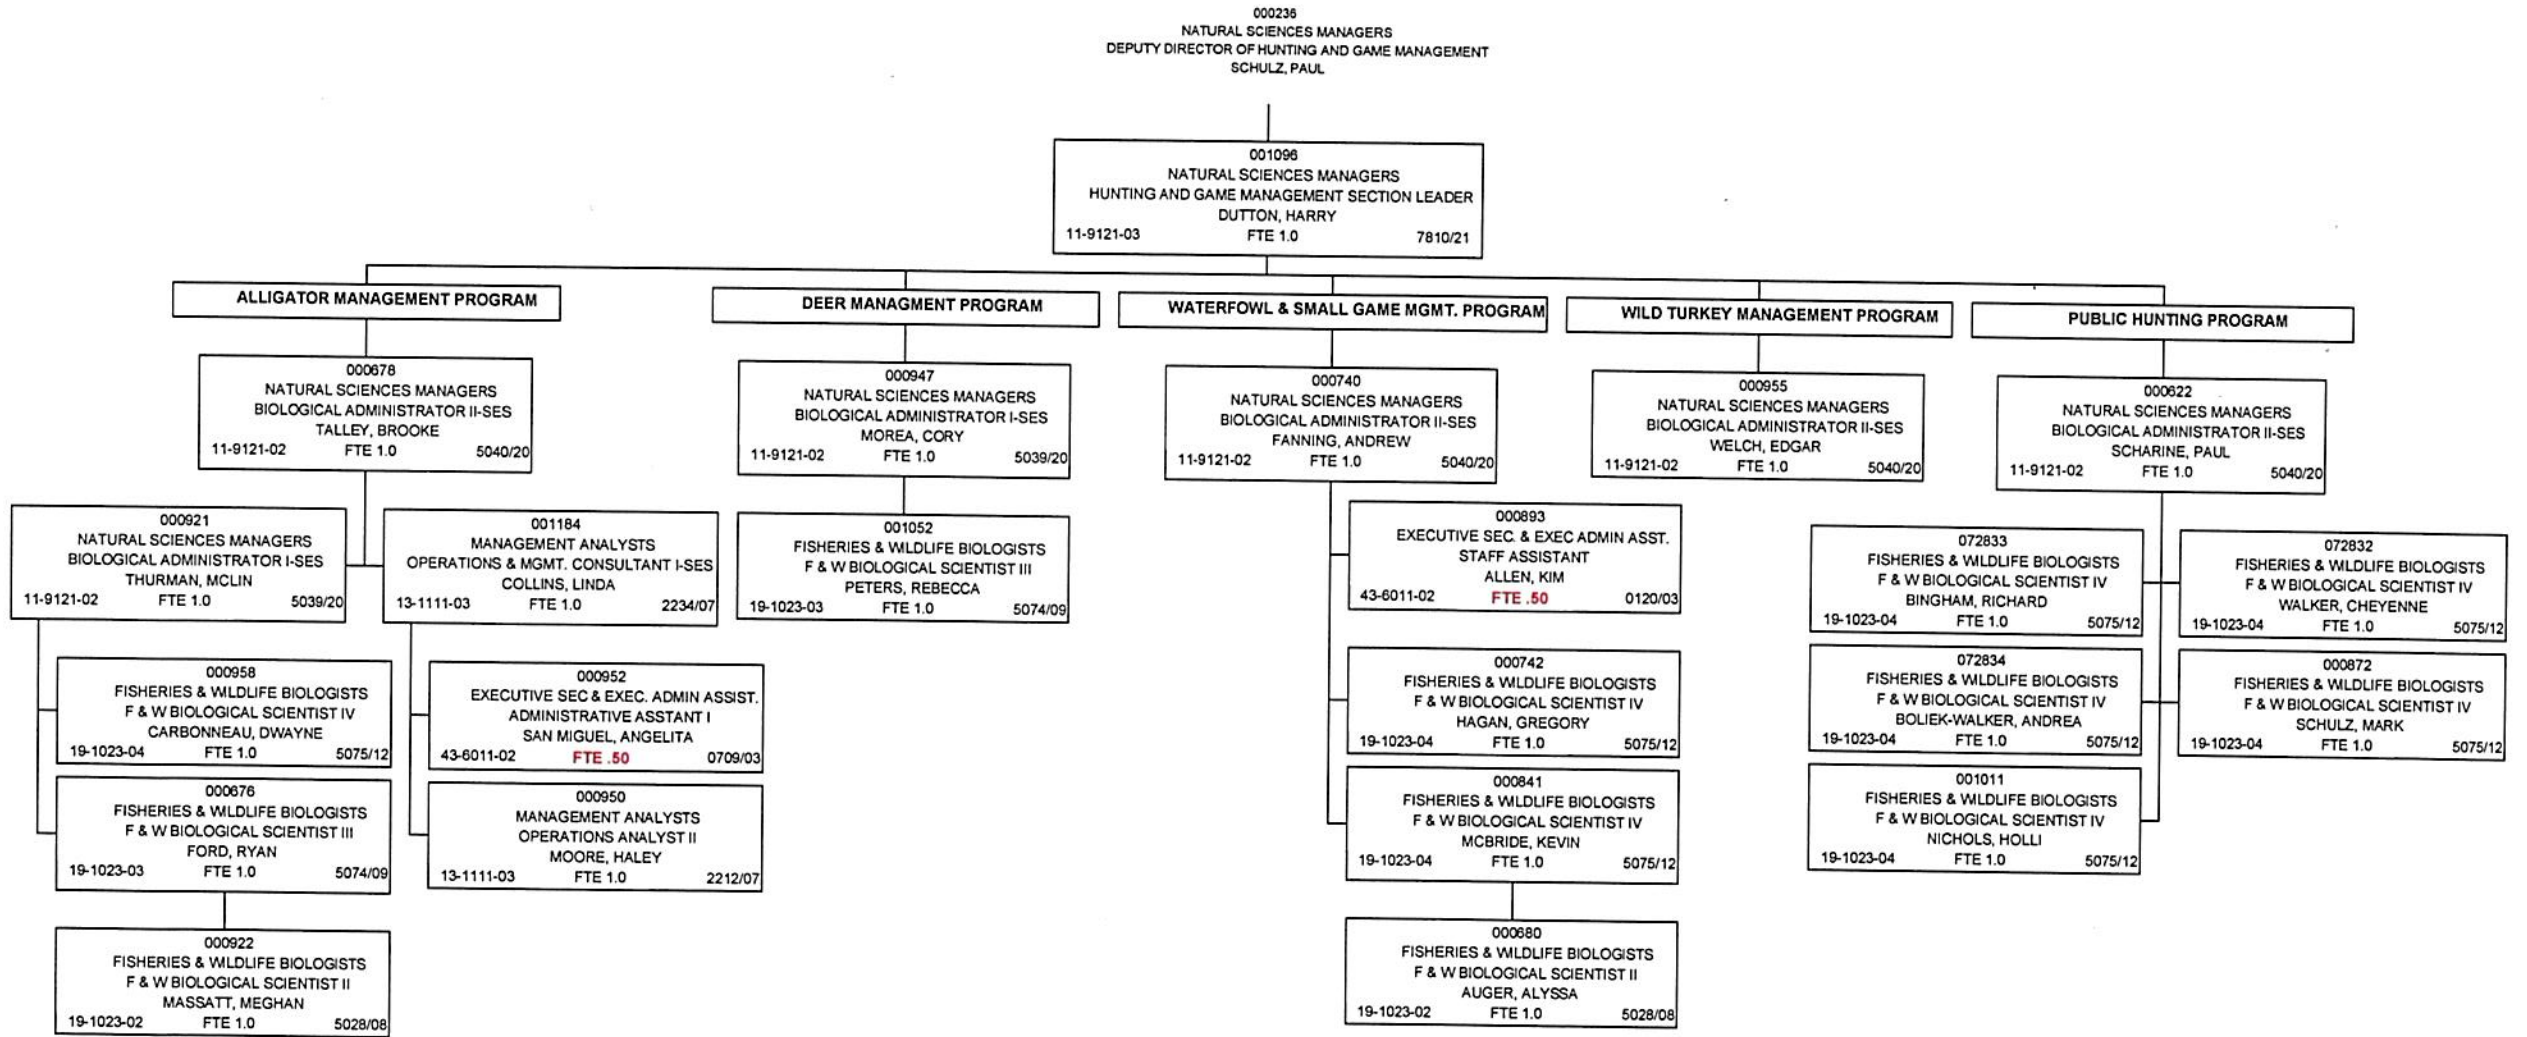 000236
NATURAL SCIENCES MANAGERS
DEPUTY DIRECTOR OF HUNTING AND GAME MANAGEMENT
SCHULZ, PAUL
001096
NATURAL SCIENCES MANAGERS
HUNTING AND GAME MANAGEMENT SECTION LEADER
DUTTON, HARRY
11-9121-03 FTE 1.0 7810/21
ALLIGATOR MANAGEMENT PROGRAM
000678
NATURAL SCIENCES MANAGERS
BIOLOGICAL ADMINISTRATOR II-SES
TALLEY, BROOKE
11-9121-02 FTE 1.0 5040/20
000921
NATURAL SCIENCES MANAGERS
BIOLOGICAL ADMINISTRATOR I-SES
THURMAN, MCLIN
11-9121-02 FTE 1.0 5039/20
000958
FISHERIES & WILDLIFE BIOLOGISTS
F & W BIOLOGICAL SCIENTIST IV
CARBONNEAU, DWAYNE
19-1023-04 FTE 1.0 5075/12
000676
FISHERIES & WILDLIFE BIOLOGISTS
F & W BIOLOGICAL SCIENTIST III
FORD, RYAN
19-1023-03 FTE 1.0 5074/09
000922
FISHERIES & WILDLIFE BIOLOGISTS
F & W BIOLOGICAL SCIENTIST II
MASSATT, MEGHAN
19-1023-02 FTE 1.0 5028/08
001184
MANAGEMENT ANALYSTS
OPERATIONS & MGMT. CONSULTANT I-SES
COLLINS, LINDA
13-1111-03 FTE 1.0 2234/07
000952
EXECUTIVE SEC & EXEC. ADMIN ASSIST.
ADMINISTRATIVE ASSTANT I
SAN MIGUEL, ANGELITA
43-6011-02 FTE .50 0709/03
000950
MANAGEMENT ANALYSTS
OPERATIONS ANALYST II
MOORE, HALEY
13-1111-03 FTE 1.0 2212/07
DEER MANAGMENT PROGRAM
000947
NATURAL SCIENCES MANAGERS
BIOLOGICAL ADMINISTRATOR I-SES
MOREA, CORY
11-9121-02 FTE 1.0 5039/20
001052
FISHERIES & WILDLIFE BIOLOGISTS
F & W BIOLOGICAL SCIENTIST III
PETERS, REBECCA
19-1023-03 FTE 1.0 5074/09
WATERFOWL & SMALL GAME MGMT. PROGRAM
000740
NATURAL SCIENCES MANAGERS
BIOLOGICAL ADMINISTRATOR II-SES
FANNING, ANDREW
11-9121-02 FTE 1.0 5040/20
000893
EXECUTIVE SEC. & EXEC ADMIN ASST.
STAFF ASSISTANT
ALLEN, KIM
43-6011-02 FTE .50 0120/03
000742
FISHERIES & WILDLIFE BIOLOGISTS
F & W BIOLOGICAL SCIENTIST IV
HAGAN, GREGORY
19-1023-04 FTE 1.0 5075/12
000841
FISHERIES & WILDLIFE BIOLOGISTS
F & W BIOLOGICAL SCIENTIST IV
MCBRIDE, KEVIN
19-1023-04 FTE 1.0 5075/12
000680
FISHERIES & WILDLIFE BIOLOGISTS
F & W BIOLOGICAL SCIENTIST II
AUGER, ALYSSA
19-1023-02 FTE 1.0 5028/08
WILD TURKEY MANAGEMENT PROGRAM
000955
NATURAL SCIENCES MANAGERS
BIOLOGICAL ADMINISTRATOR II-SES
WELCH, EDGAR
11-9121-02 FTE 1.0 5040/20
PUBLIC HUNTING PROGRAM
000622
NATURAL SCIENCES MANAGERS
BIOLOGICAL ADMINISTRATOR II-SES
SCHARINE, PAUL
11-9121-02 FTE 1.0 5040/20
072833
FISHERIES & WILDLIFE BIOLOGISTS
F & W BIOLOGICAL SCIENTIST IV
BINGHAM, RICHARD
19-1023-04 FTE 1.0 5075/12
072832
FISHERIES & WILDLIFE BIOLOGISTS
F & W BIOLOGICAL SCIENTIST IV
WALKER, CHEYENNE
19-1023-04 FTE 1.0 5075/12
072834
FISHERIES & WILDLIFE BIOLOGISTS
F & W BIOLOGICAL SCIENTIST IV
BOLIEK-WALKER, ANDREA
19-1023-04 FTE 1.0 5075/12
000872
FISHERIES & WILDLIFE BIOLOGISTS
F & W BIOLOGICAL SCIENTIST IV
SCHULZ, MARK
19-1023-04 FTE 1.0 5075/12
001011
FISHERIES & WILDLIFE BIOLOGISTS
F & W BIOLOGICAL SCIENTIST IV
NICHOLS, HOLLI
19-1023-04 FTE 1.0 5075/12